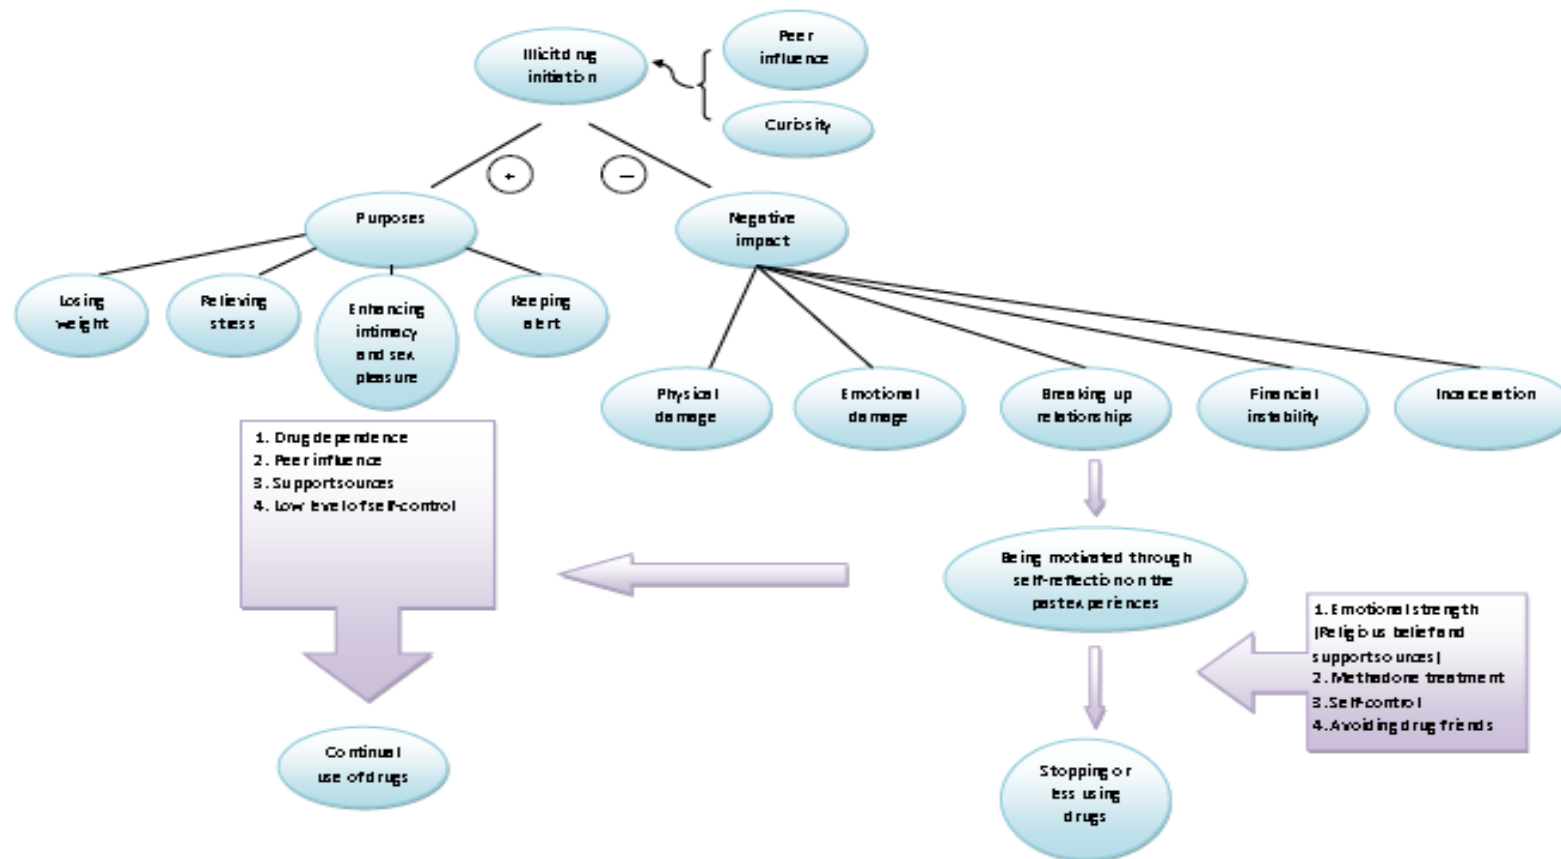 Illicit drug
initiation
Peer
influence
Curiosity
+
—
Purposes
Negative
impact
Losing
weight
Relieving
stress
Enhancing
intimacy
and sex
pleasure
Keeping
alert
Physical
damage
Emotional
damage
Breaking up
relationships
Financial
instability
Incarceration
1. Drug dependence
2. Peer influence
3. Support sources
4. Low level of self-control
Being motivated through
self-reflection on the
past experiences
1. Emotional strength
(Religious belief and
support sources)
2. Methadone treatment
3. Self-control
4. Avoiding drug friends
Continual
use of drugs
Stopping or
less using
drugs